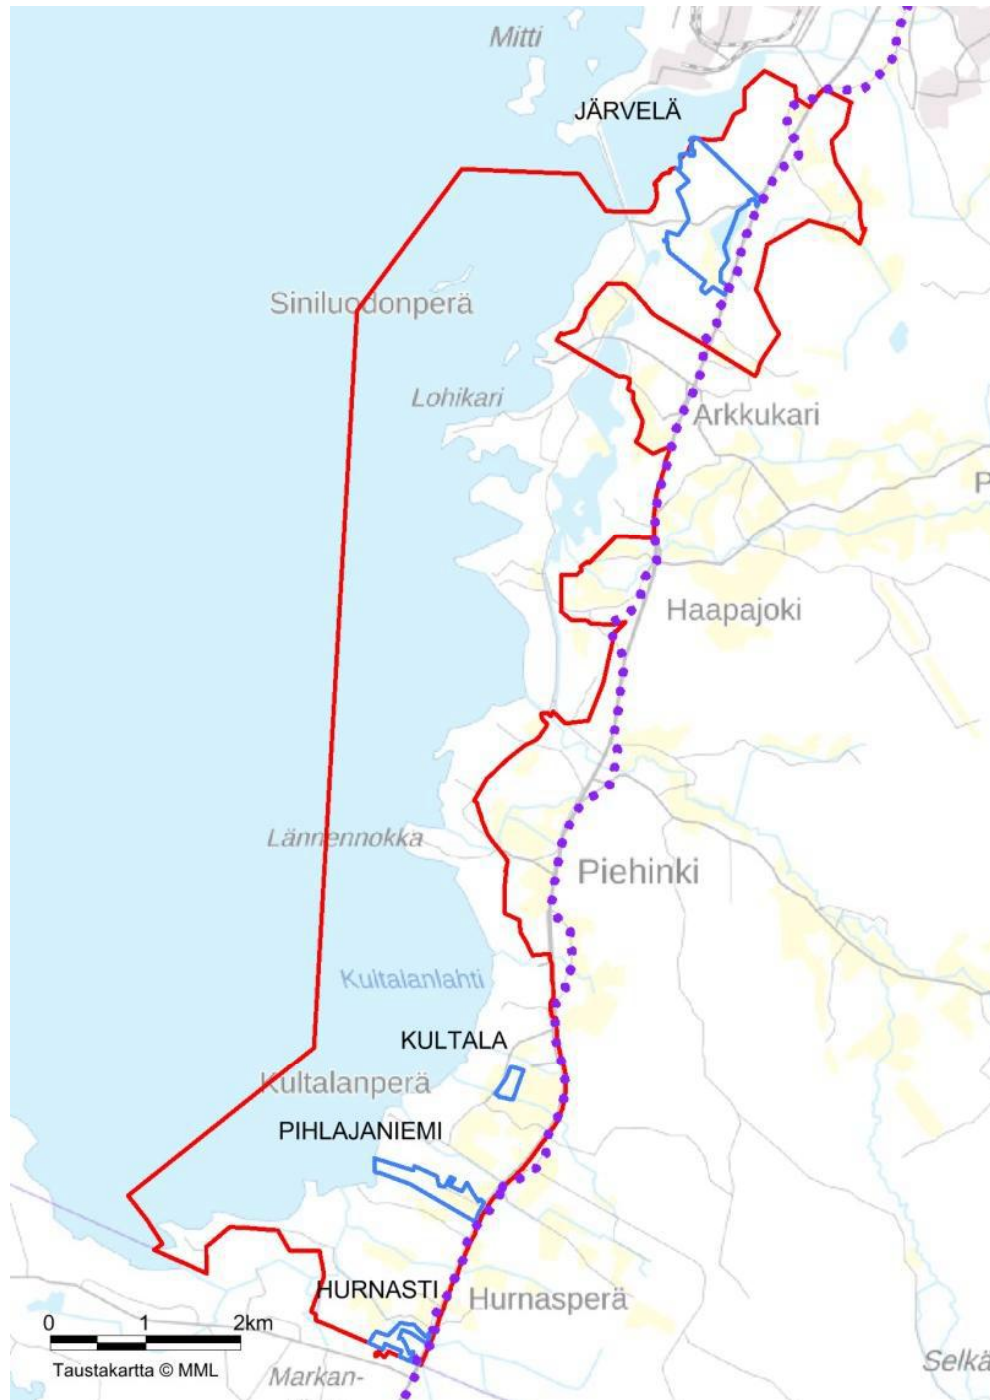 Mitti
JÄRVELÄ
Siniluodonperä
Lohikari
Arkkukari
P
Haapajoki
Lännennokka
Piehinki
Kultalanlahti
KULTALA
Kultalanperä
PIHLAJANIEMI
HURNASTI
Hurnasperä
0 1 2km
Taustakartta © MML
Markan-
Selkä